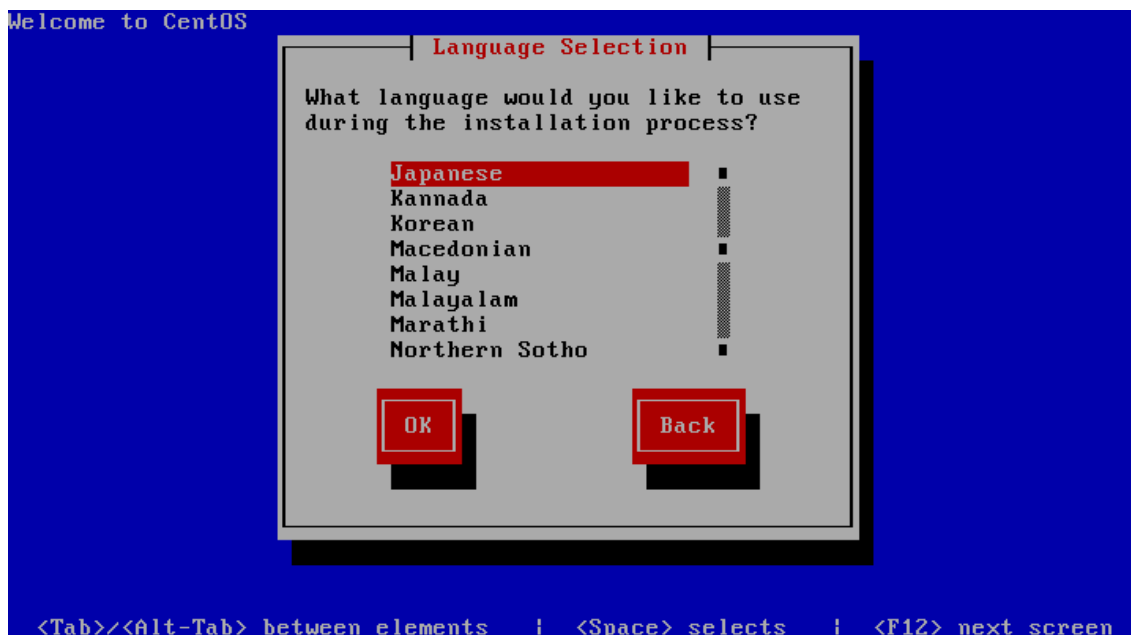 Welcome to CentOS
Language Selection
What language would you like to use
during the installation process?
Japanese
Kannada
Korean
Macedonian
Malay
Malayalam
Marathi
Northern Sotho
OK
Back
<Tab>/<Alt-Tab> between elements | <Space> selects | <F12> next screen